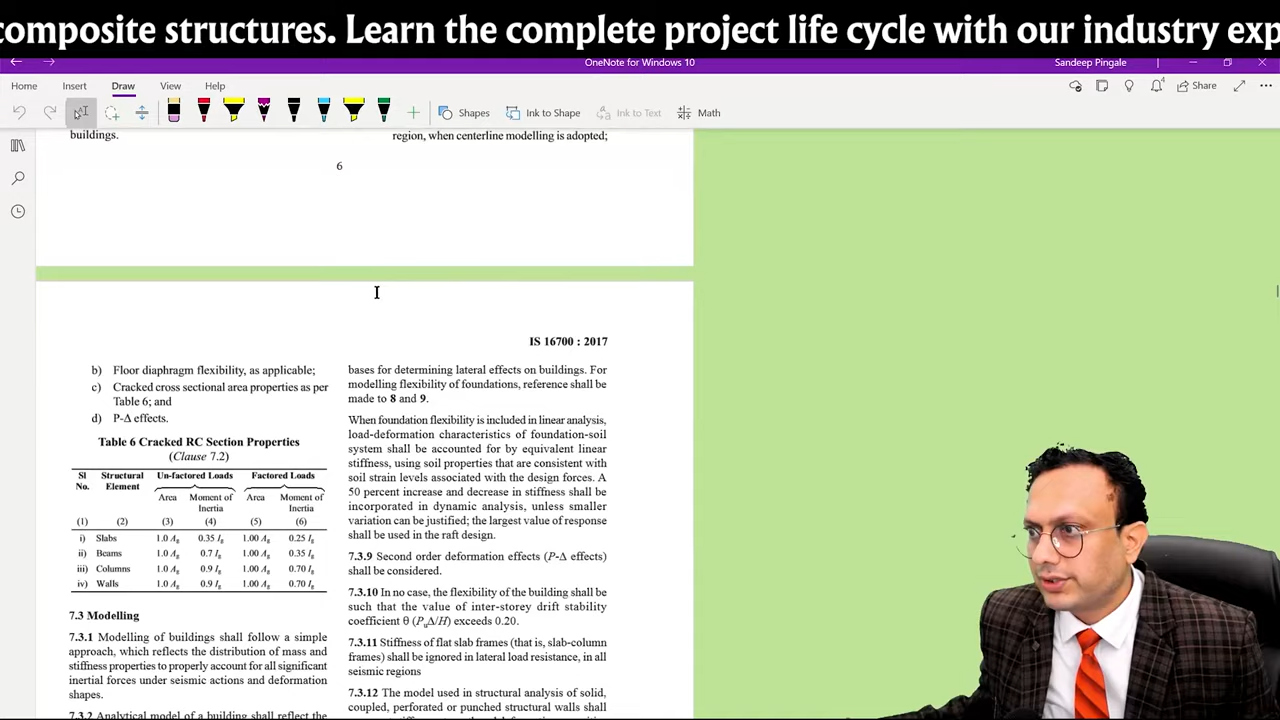 composite structures. Learn the complete project life cycle with our industry exp
OneNote for Windows 10
Sandeep Pingale
Home Insert Draw View Help
Share
Shapes Ink to Shape Ink to Text Math
buildings.
region, when centerline modelling is adopted;
6
IS 16700 : 2017
b) Floor diaphragm flexibility, as applicable;
c) Cracked cross sectional area properties as per
Table 6; and
d) P-Δ effects.
Table 6 Cracked RC Section Properties
(Clause 7.2)
Sl No. Structural Element Un-factored Loads Factored Loads
Area Moment of Inertia Area Moment of Inertia
(1) (2) (3) (4) (5) (6)
i) Slabs 1.0 Ag 0.35 Ig 1.00 Ag 0.25 Ig
ii) Beams 1.0 Ag 0.7 Ig 1.00 Ag 0.35 Ig
iii) Columns 1.0 Ag 0.9 Ig 1.00 Ag 0.70 Ig
iv) Walls 1.0 Ag 0.9 Ig 1.00 Ag 0.70 Ig
7.3 Modelling
7.3.1 Modelling of buildings shall follow a simple
approach, which reflects the distribution of mass and
stiffness properties to properly account for all significant
inertial forces under seismic actions and deformation
shapes.
7.3.2 Analytical model of a building shall reflect the
bases for determining lateral effects on buildings. For
modelling flexibility of foundations, reference shall be
made to 8 and 9.
When foundation flexibility is included in linear analysis,
load-deformation characteristics of foundation-soil
system shall be accounted for by equivalent linear
stiffness, using soil properties that are consistent with
soil strain levels associated with the design forces. A
50 percent increase and decrease in stiffness shall be
incorporated in dynamic analysis, unless smaller
variation can be justified; the largest value of response
shall be used in the raft design.
7.3.9 Second order deformation effects (P-Δ effects)
shall be considered.
7.3.10 In no case, the flexibility of the building shall be
such that the value of inter-storey drift stability
coefficient θ (PuΔ/H) exceeds 0.20.
7.3.11 Stiffness of flat slab frames (that is, slab-column
frames) shall be ignored in lateral load resistance, in all
seismic regions
7.3.12 The model used in structural analysis of solid,
coupled, perforated or punched structural walls shall